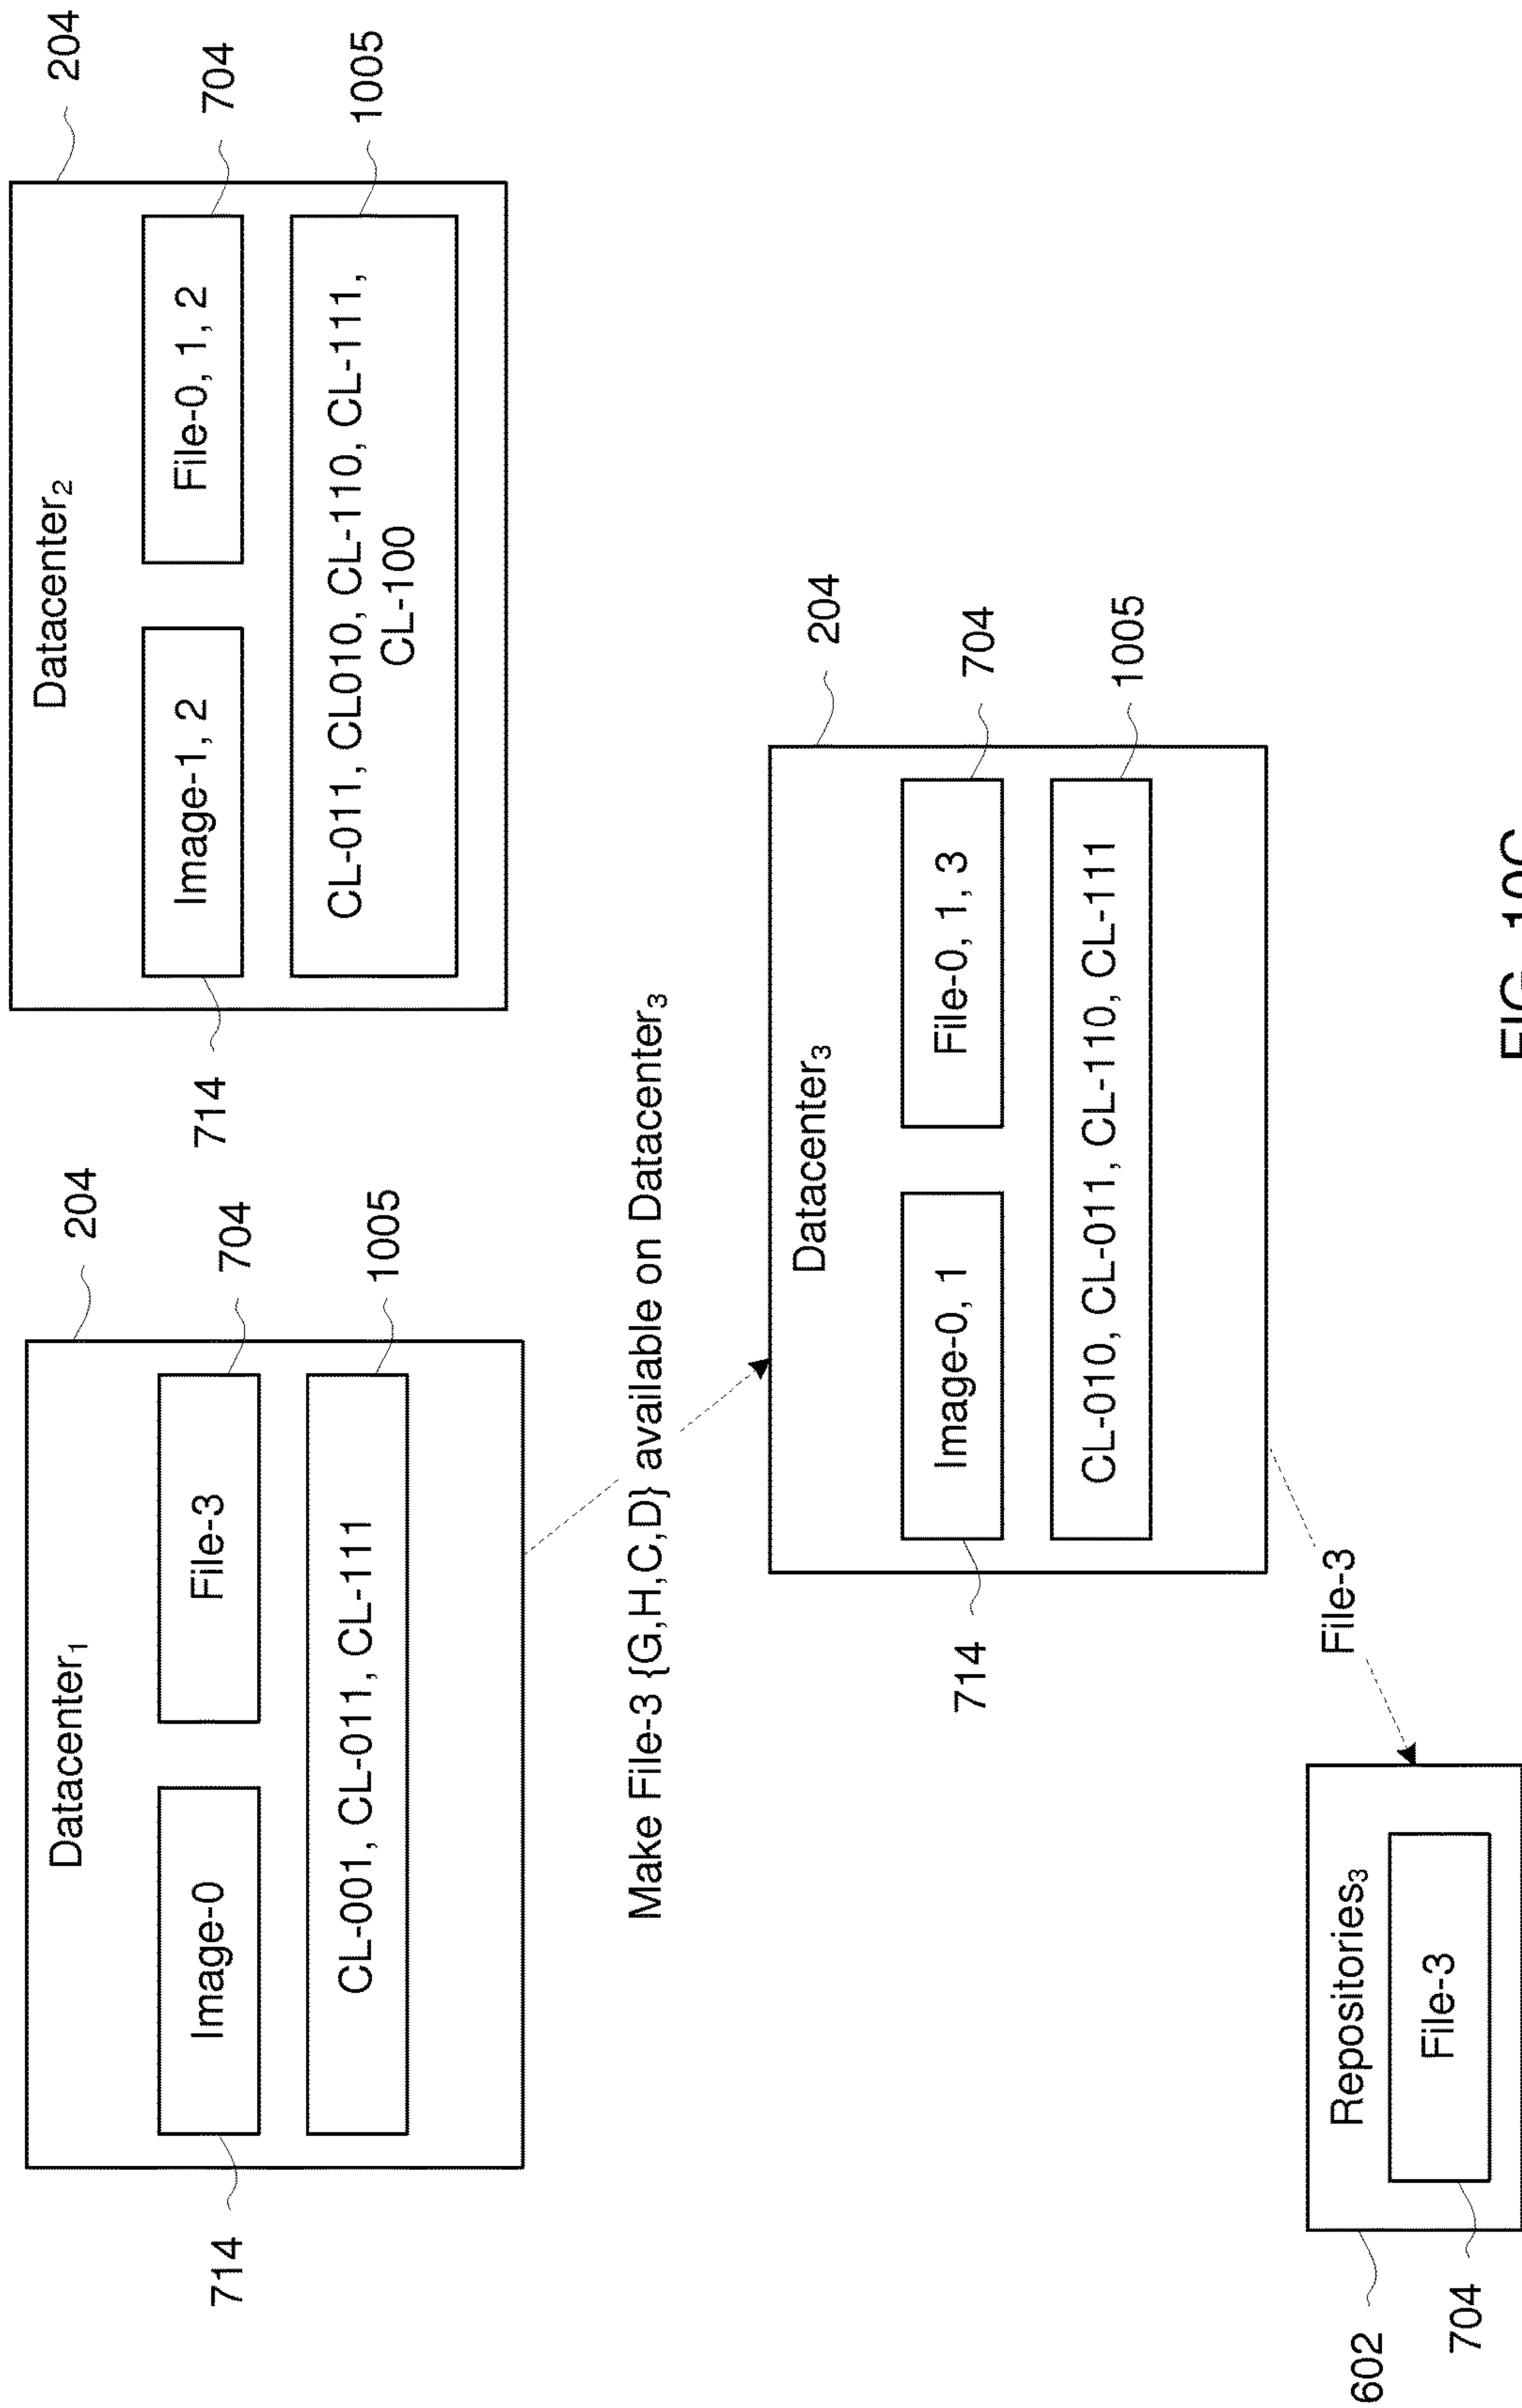 Datacenter₁
204
714
Image-0
File-3
704
CL-001, CL-011, CL-111
1005
Datacenter₂
204
714
Image-1, 2
File-0, 1, 2
704
CL-011, CL010, CL-110, CL-111,
CL-100
1005
Make File-3 {G,H,C,D} available on Datacenter₃
Datacenter₃
204
714
Image-0, 1
File-0, 1, 3
704
CL-010, CL-011, CL-110, CL-111
1005
File-3
602
Repositories₃
704
File-3
FIG. 10C